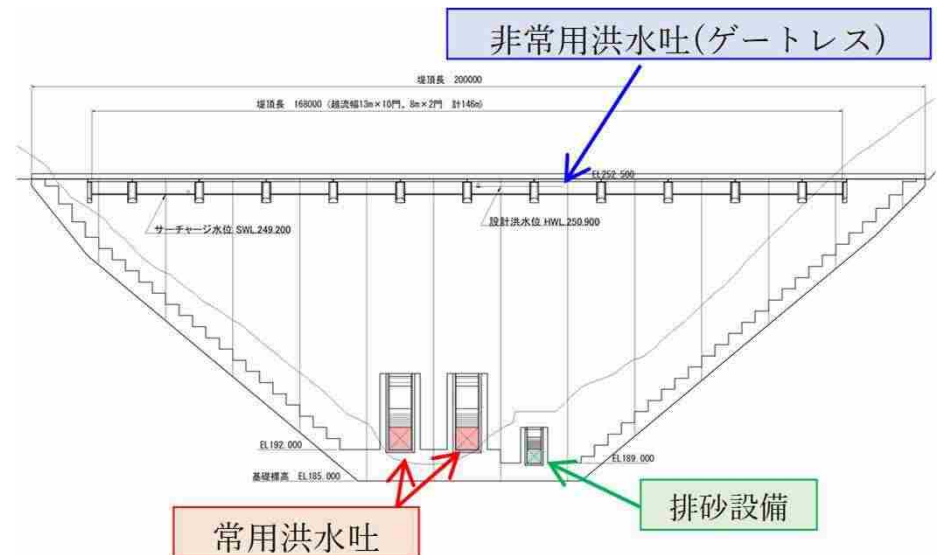 非常用洪水吐(ゲートレス)
堤頂長 200000
堤頂長 168000 (越流幅13m×10門, 8m×2門 計146m)
EL252.500
サーチャージ水位 SWL.249.200
設計洪水位 HWL.250.900
EL192.000
EL189.000
基礎標高 EL185.000
排砂設備
常用洪水吐